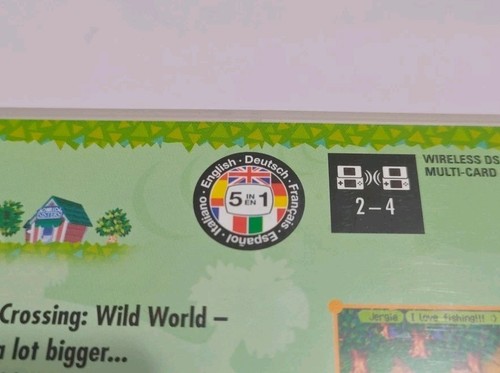 English · Deutsch · Français · Español · Italiano
5 IN EN 1
2 – 4
WIRELESS DS
MULTI-CARD
Crossing: Wild World –
a lot bigger...
Jergie I love fishing!!! :)